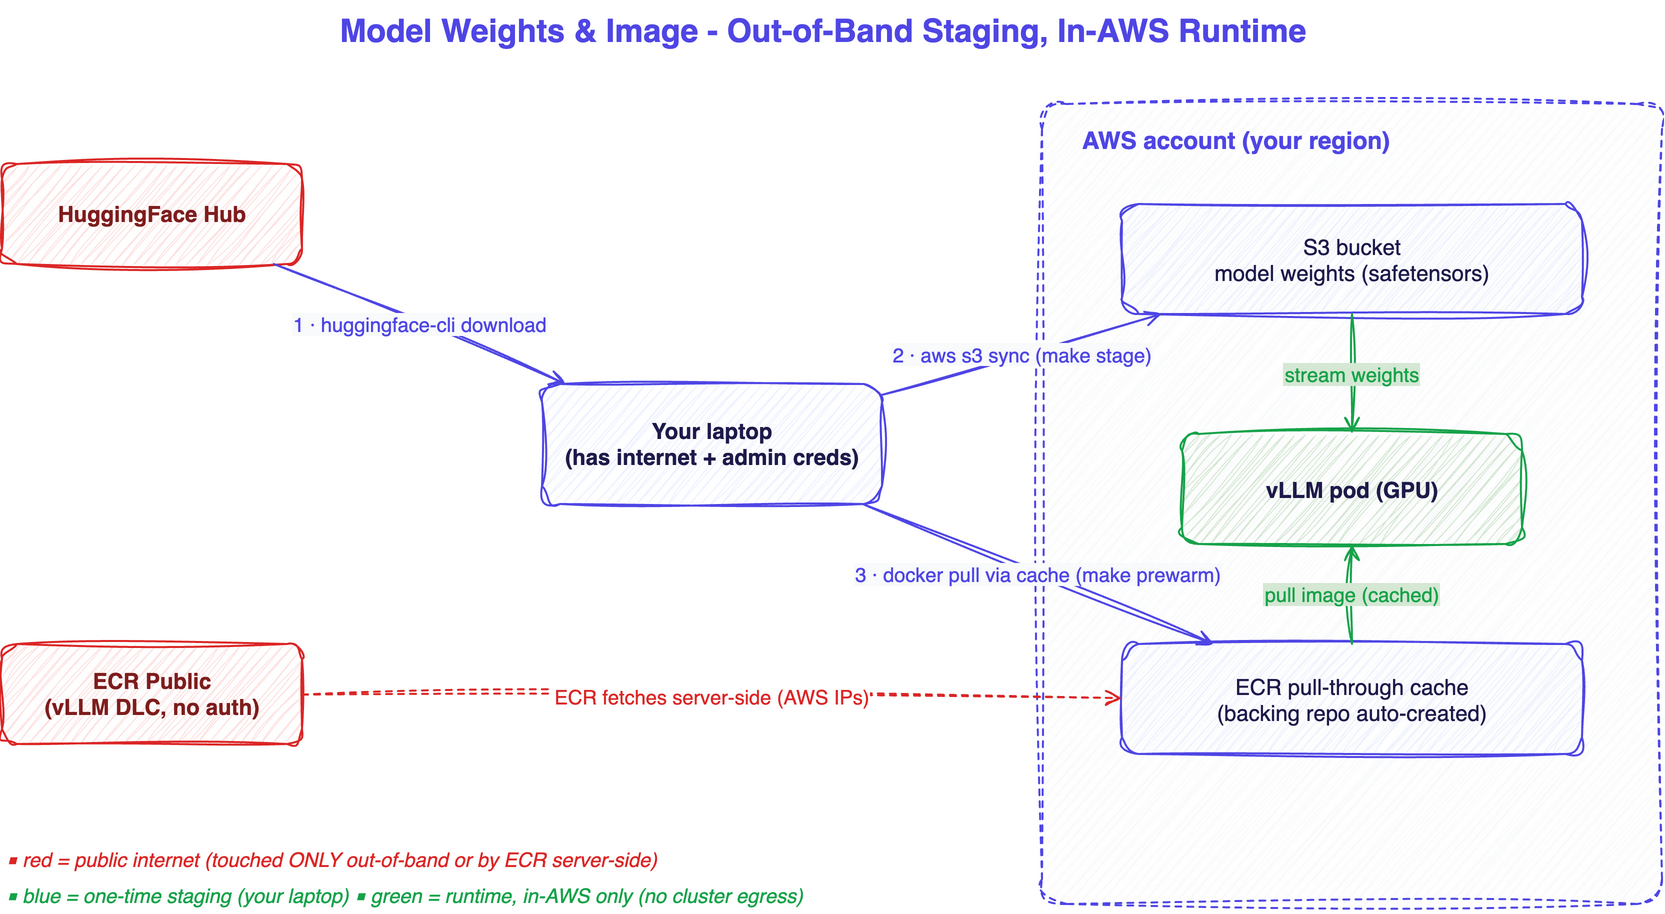 Model Weights & Image - Out-of-Band Staging, In-AWS Runtime
AWS account (your region)
HuggingFace Hub
S3 bucket
model weights (safetensors)
1 · huggingface-cli download
2 · aws s3 sync (make stage)
stream weights
Your laptop
(has internet + admin creds)
vLLM pod (GPU)
3 · docker pull via cache (make prewarm)
pull image (cached)
ECR Public
(vLLM DLC, no auth)
ECR fetches server-side (AWS IPs)
ECR pull-through cache
(backing repo auto-created)
▪ red = public internet (touched ONLY out-of-band or by ECR server-side)
▪ blue = one-time staging (your laptop) ▪ green = runtime, in-AWS only (no cluster egress)